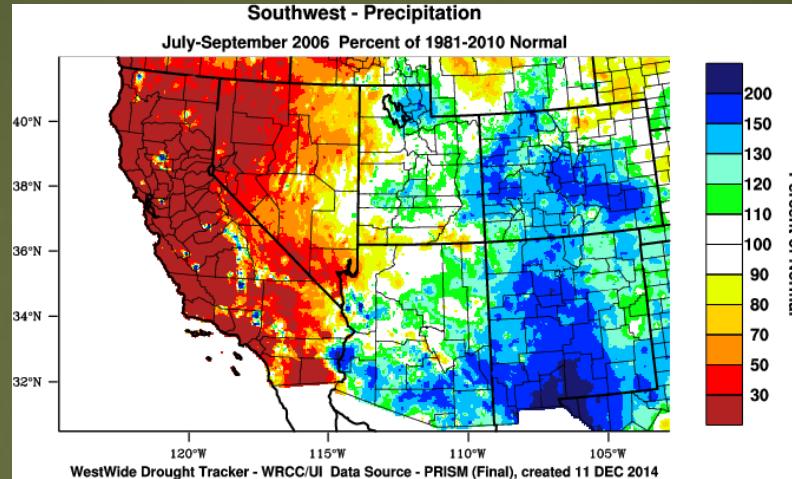 Southwest - Precipitation
July-September 2006 Percent of 1981-2010 Normal
40°N
38°N
36°N
34°N
32°N
120°W
115°W
110°W
105°W
200
150
130
120
110
100
90
80
70
50
30
WestWide Drought Tracker - WRCC/UI Data Source - PRISM (Final), created 11 DEC 2014